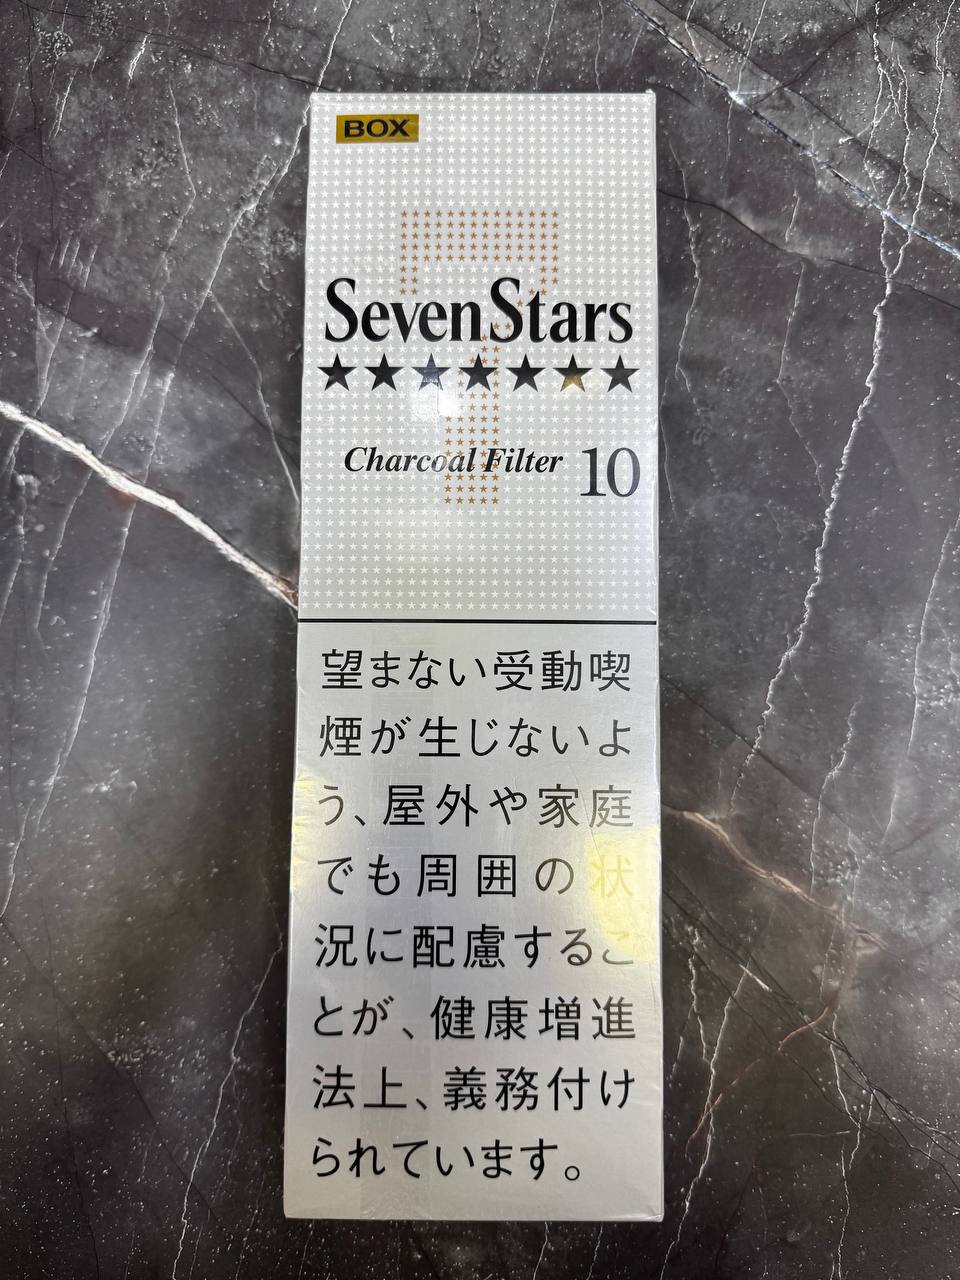 BOX
SevenStars
★★★★★★★
Charcoal Filter 10
望まない受動喫
煙が生じないよ
う、屋外や家庭
でも周囲の状
況に配慮するこ
とが、健康増進
法上、義務付け
られています。